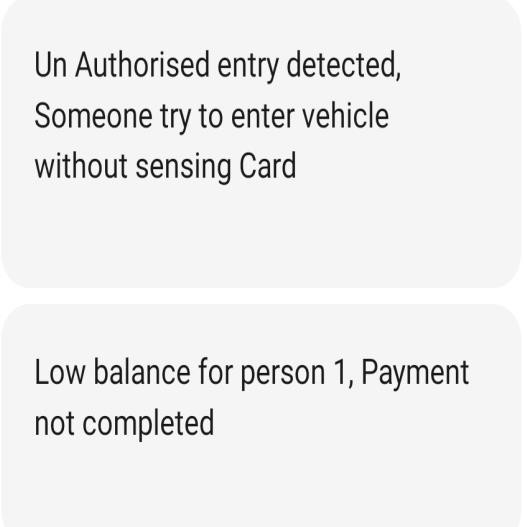 Un Authorised entry detected,
Someone try to enter vehicle
without sensing Card
Low balance for person 1, Payment
not completed